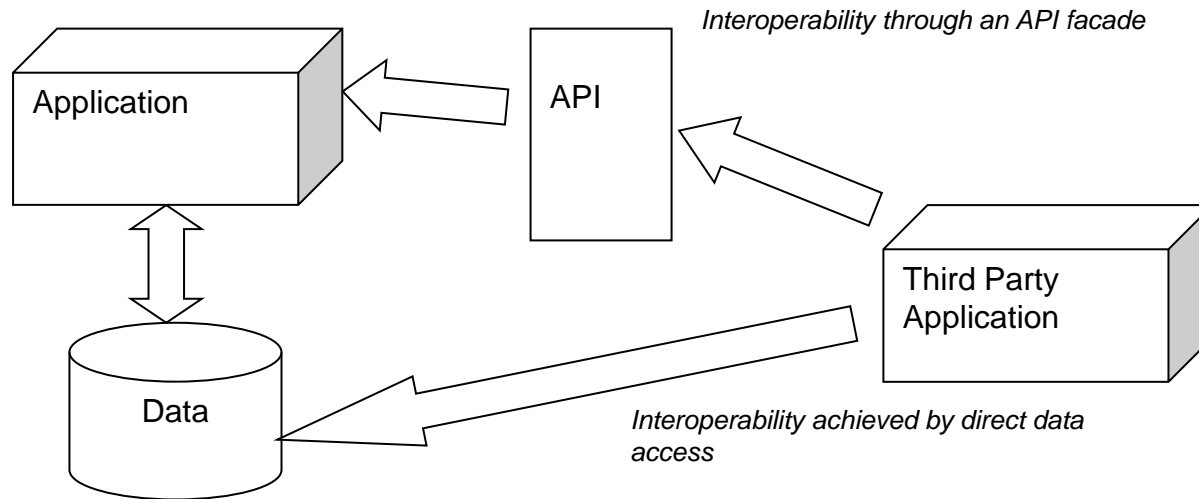 Interoperability through an API facade
Application
API
Third Party
Application
Data
Interoperability achieved by direct data
access